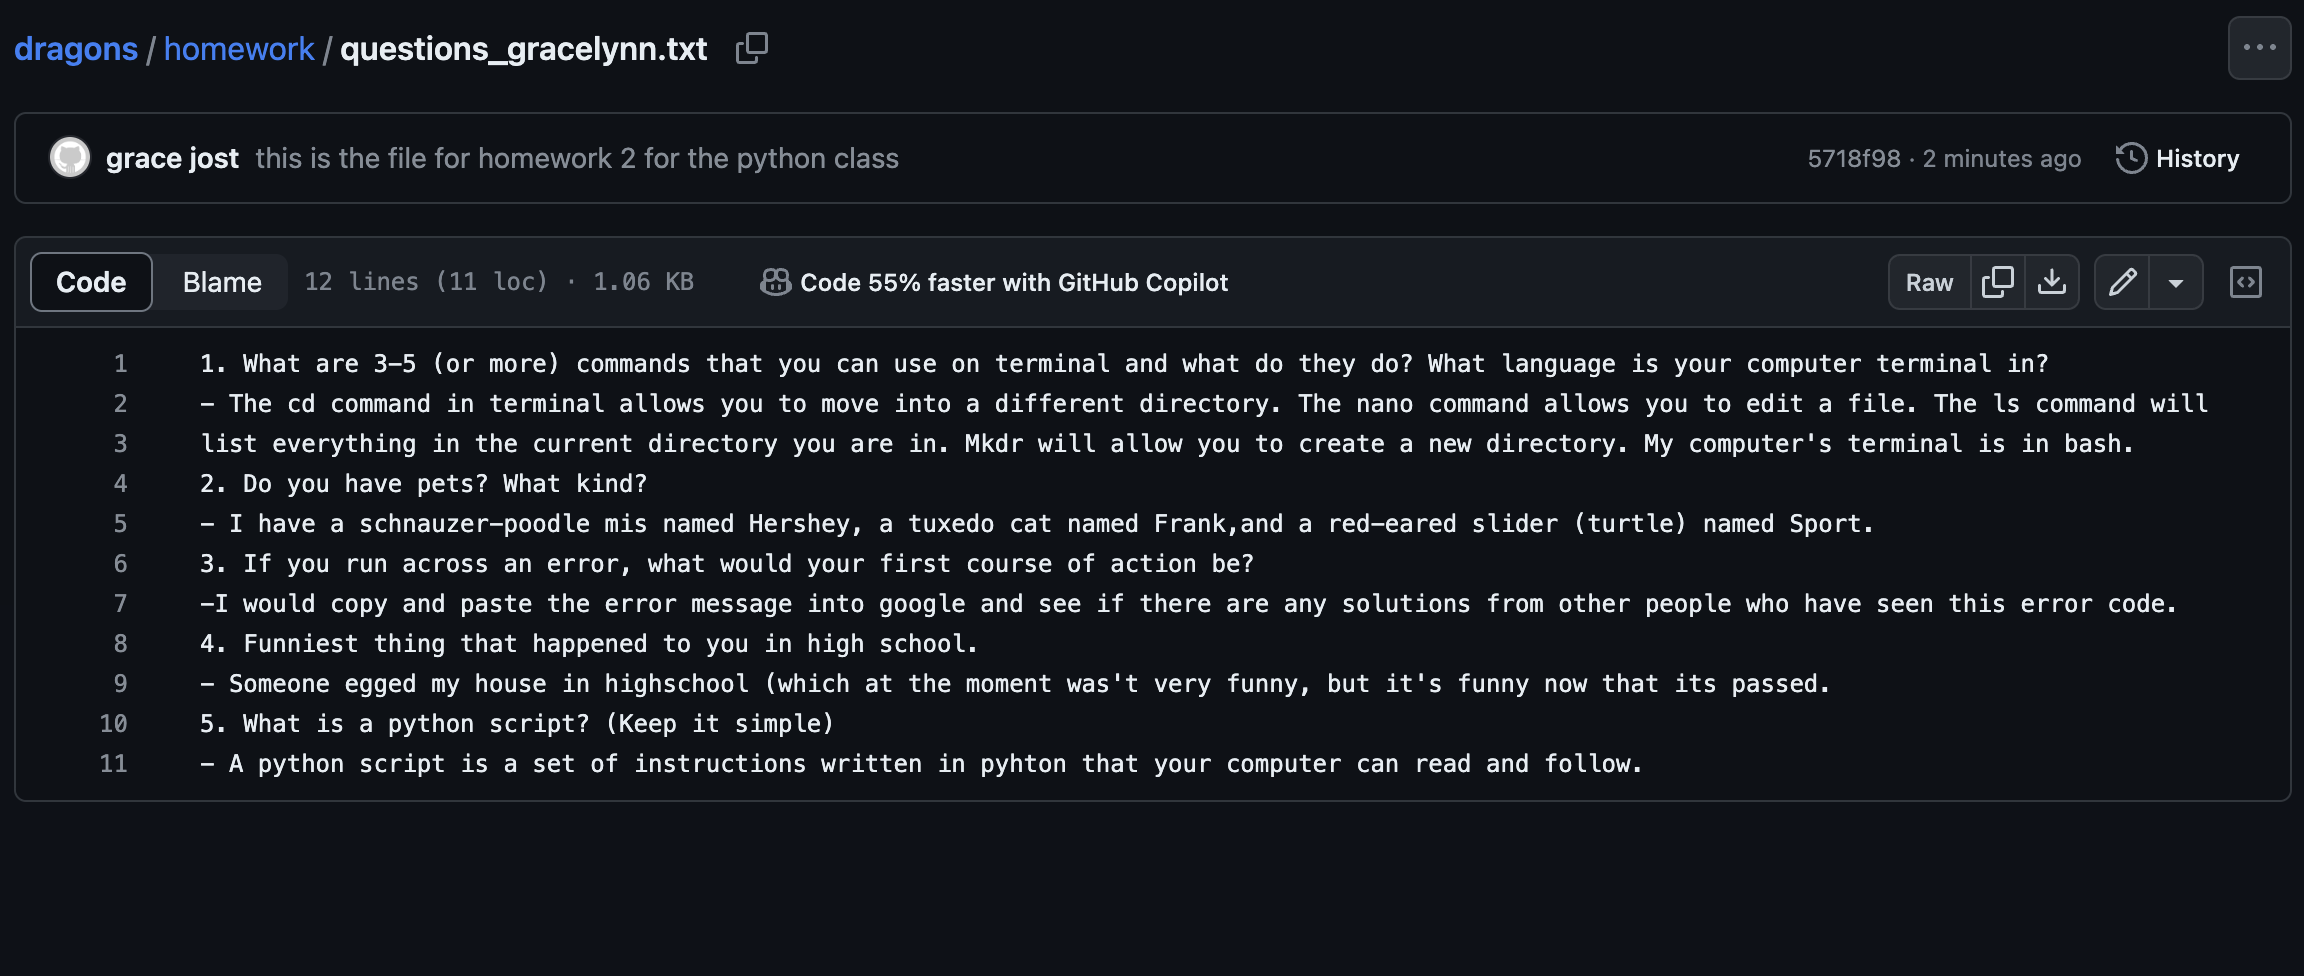 dragons / homework / questions_gracelynn.txt
grace jost this is the file for homework 2 for the python class 5718f98 · 2 minutes ago History
Code Blame 12 lines (11 loc) · 1.06 KB Code 55% faster with GitHub Copilot Raw
1 1. What are 3-5 (or more) commands that you can use on terminal and what do they do? What language is your computer terminal in?
2 - The cd command in terminal allows you to move into a different directory. The nano command allows you to edit a file. The ls command will
3 list everything in the current directory you are in. Mkdr will allow you to create a new directory. My computer's terminal is in bash.
4 2. Do you have pets? What kind?
5 - I have a schnauzer-poodle mis named Hershey, a tuxedo cat named Frank,and a red-eared slider (turtle) named Sport.
6 3. If you run across an error, what would your first course of action be?
7 -I would copy and paste the error message into google and see if there are any solutions from other people who have seen this error code.
8 4. Funniest thing that happened to you in high school.
9 - Someone egged my house in highschool (which at the moment was't very funny, but it's funny now that its passed.
10 5. What is a python script? (Keep it simple)
11 - A python script is a set of instructions written in pyhton that your computer can read and follow.